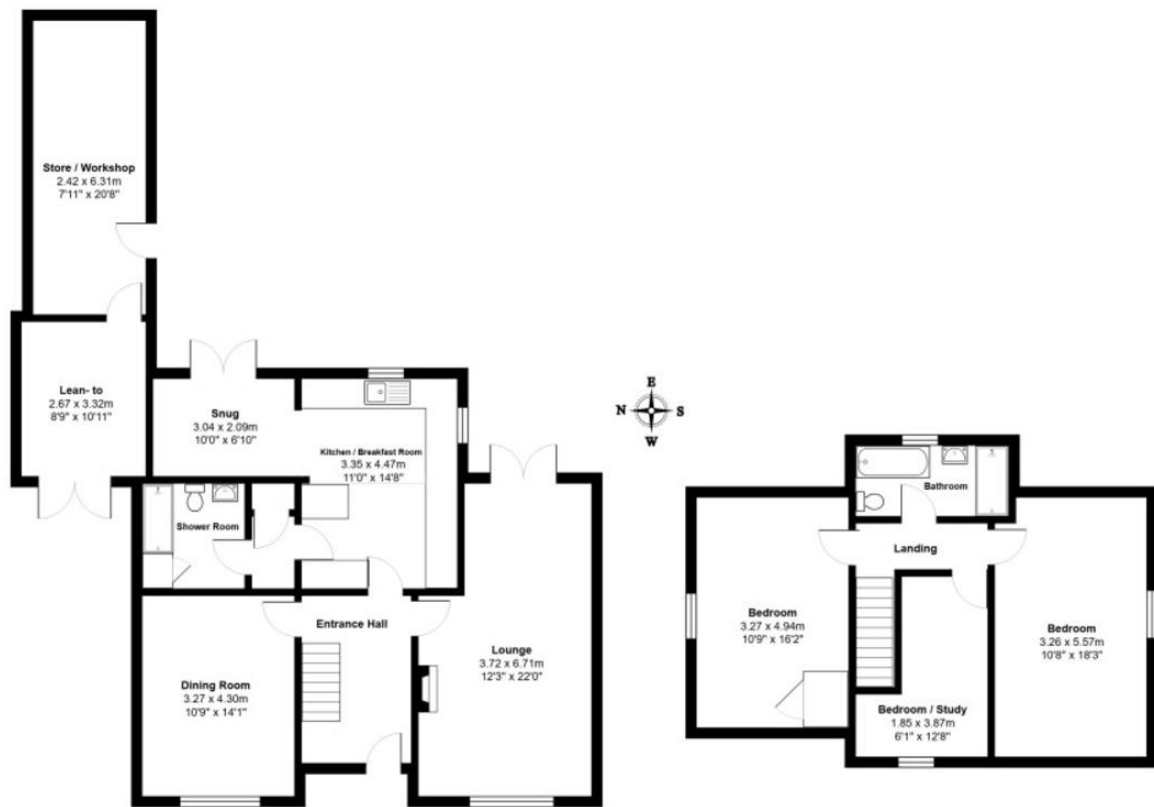 Store / Workshop
2.42 x 6.31m
7'11" x 20'8"
Lean- to
2.67 x 3.32m
8'9" x 10'11"
Snug
3.04 x 2.09m
10'0" x 6'10"
Kitchen / Breakfast Room
3.35 x 4.47m
11'0" x 14'8"
Shower Room
Entrance Hall
Dining Room
3.27 x 4.30m
10'9" x 14'1"
Lounge
3.72 x 6.71m
12'3" x 22'0"
E
N
S
W
Bathroom
Landing
Bedroom
3.27 x 4.94m
10'9" x 16'2"
Bedroom
3.26 x 5.57m
10'8" x 18'3"
Bedroom / Study
1.85 x 3.87m
6'1" x 12'8"